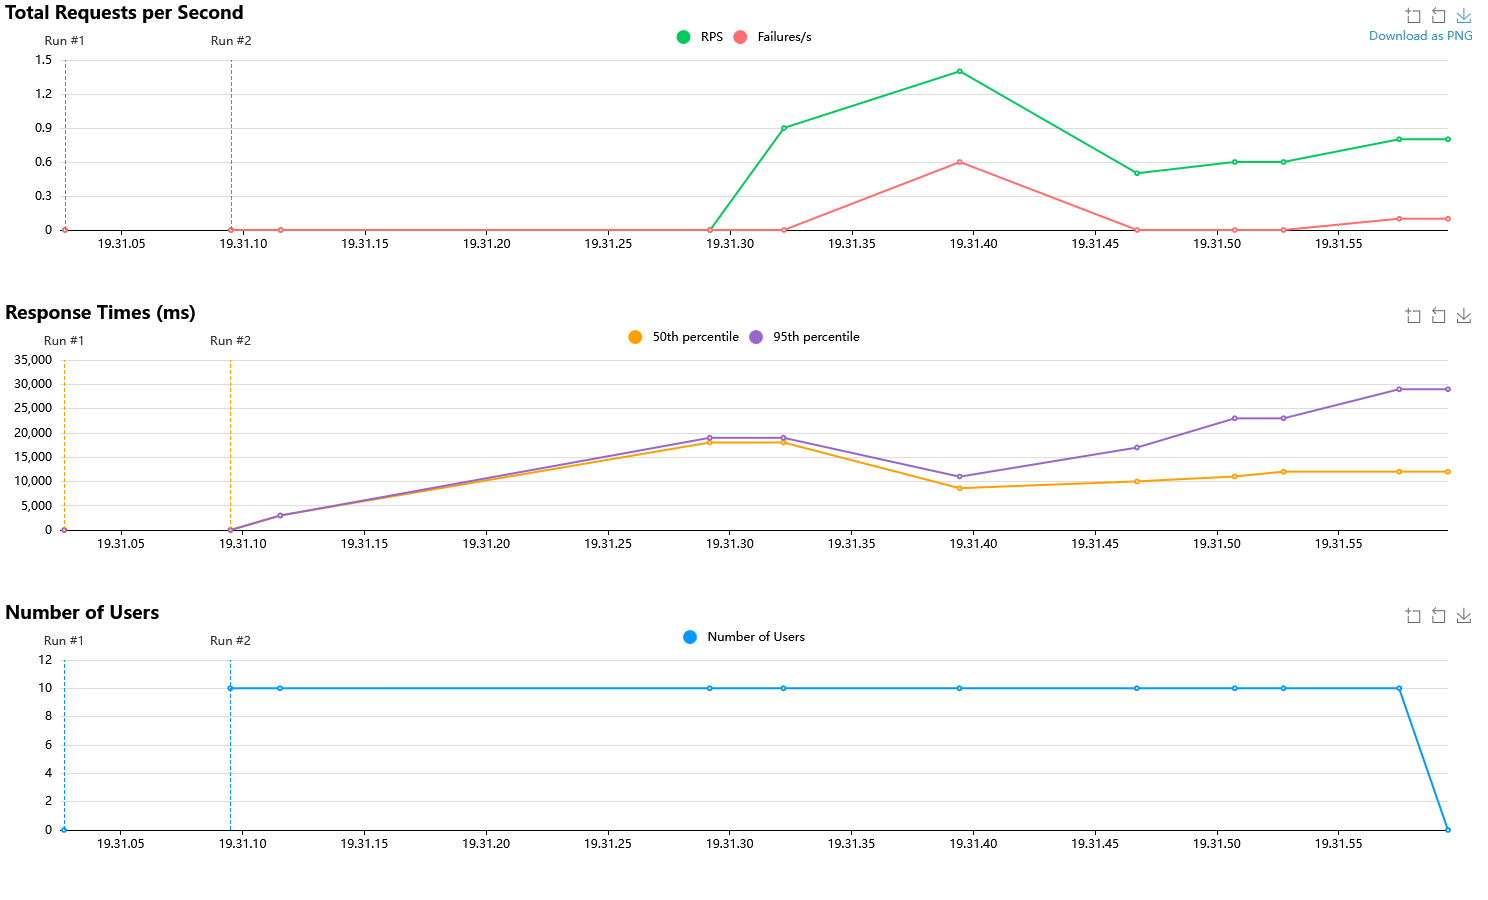 Total Requests per Second
Download as PNG
Run #1 Run #2
RPS Failures/s
1.5
1.2
0.9
0.6
0.3
0
19.31.05 19.31.10 19.31.15 19.31.20 19.31.25 19.31.30 19.31.35 19.31.40 19.31.45 19.31.50 19.31.55
Response Times (ms)
Run #1 Run #2
50th percentile 95th percentile
35,000
30,000
25,000
20,000
15,000
10,000
5,000
0
19.31.05 19.31.10 19.31.15 19.31.20 19.31.25 19.31.30 19.31.35 19.31.40 19.31.45 19.31.50 19.31.55
Number of Users
Run #1 Run #2
Number of Users
12
10
8
6
4
2
0
19.31.05 19.31.10 19.31.15 19.31.20 19.31.25 19.31.30 19.31.35 19.31.40 19.31.45 19.31.50 19.31.55